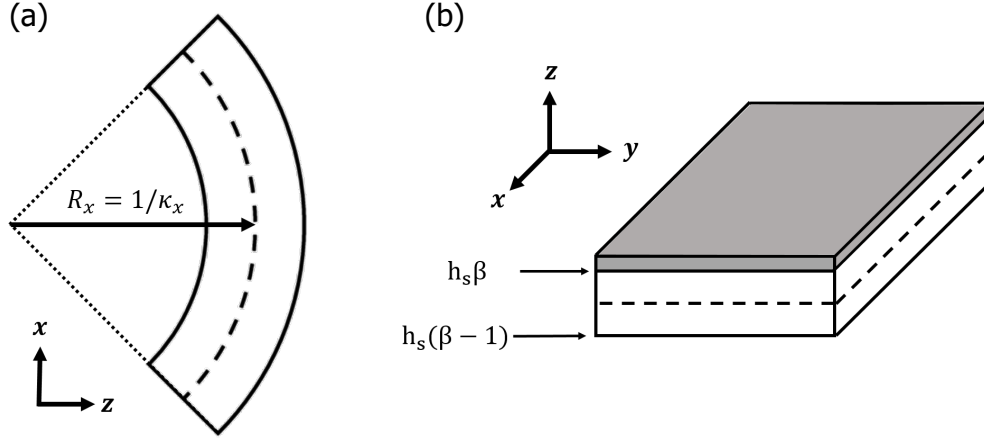 (a)
R_x = 1/κ_x
x
z
(b)
z
y
x
h_sβ
h_s(β − 1)